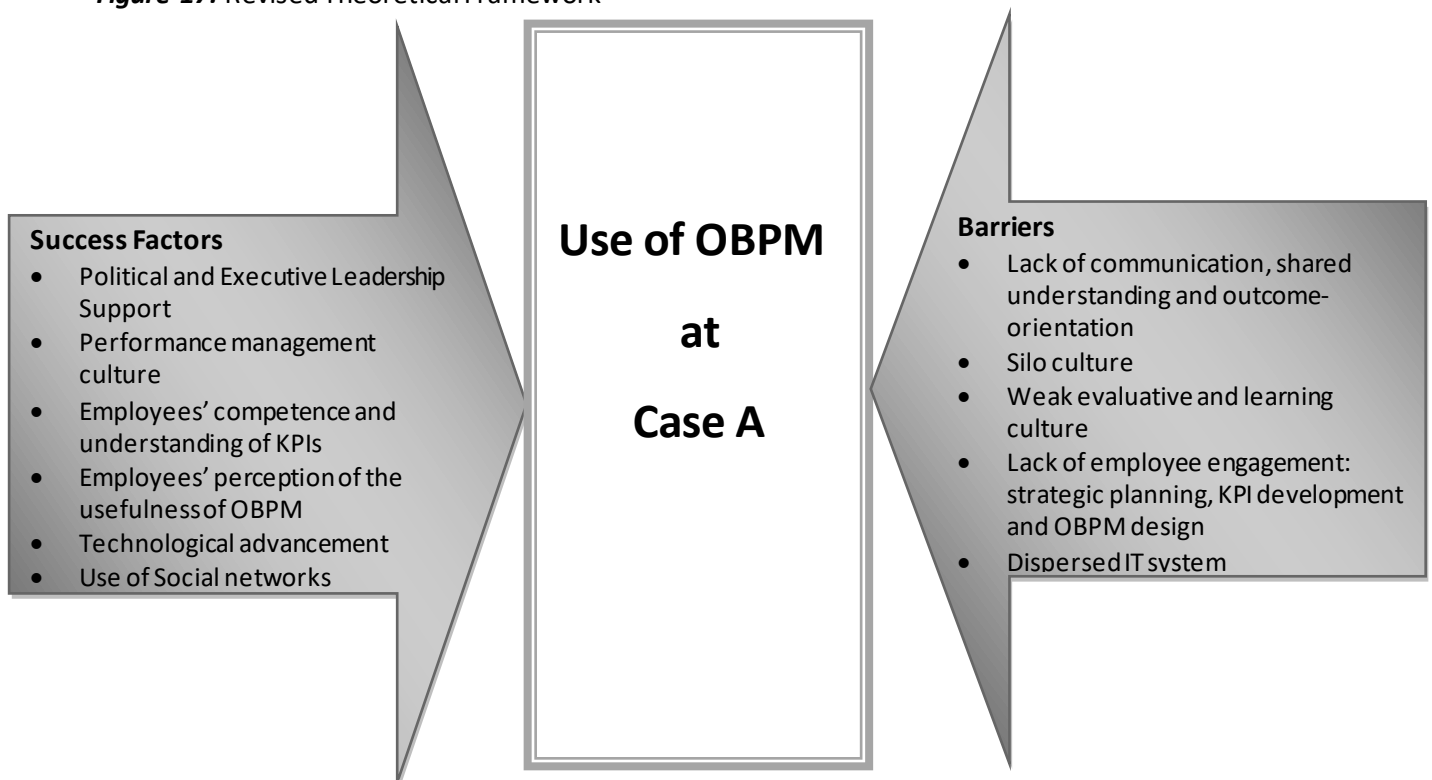 Figure 17: Revised Theoretical Framework
Success Factors
• Political and Executive Leadership
Support
• Performance management
culture
• Employees’ competence and
understanding of KPIs
• Employees’ perception of the
usefulness of OBPM
• Technological advancement
• Use of Social networks
Use of OBPM
at
Case A
Barriers
• Lack of communication, shared
understanding and outcome-
orientation
• Silo culture
• Weak evaluative and learning
culture
• Lack of employee engagement:
strategic planning, KPI development
and OBPM design
• Dispersed IT system